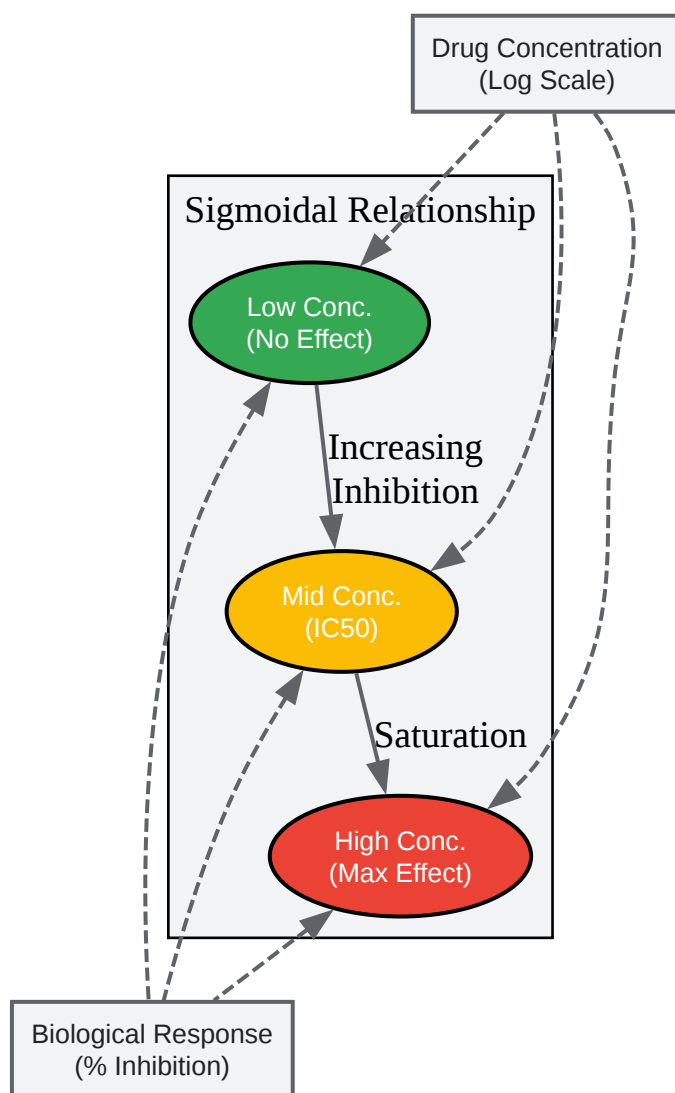 Drug Concentration
(Log Scale)
Sigmoidal Relationship
Low Conc.
(No Effect)
Increasing
Inhibition
Mid Conc.
(IC50)
Saturation
High Conc.
(Max Effect)
Biological Response
(% Inhibition)